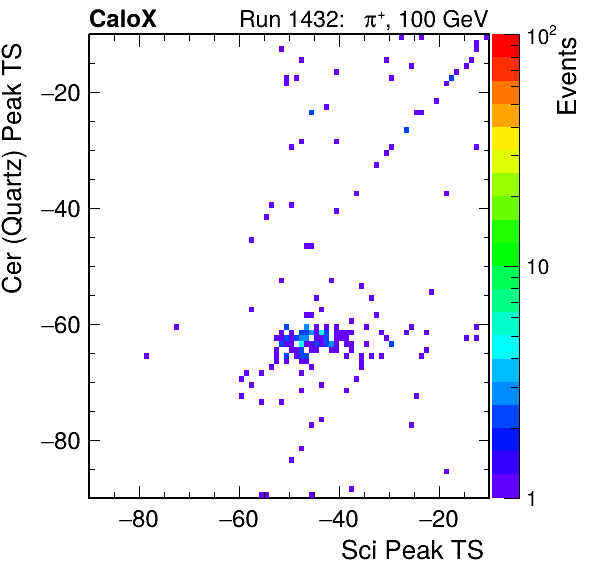 CaloX Run 1432: π⁺, 100 GeV
Cer (Quartz) Peak TS
−20
−40
−60
−80
−80 −60 −40 −20
Sci Peak TS
10²
10
1
Events